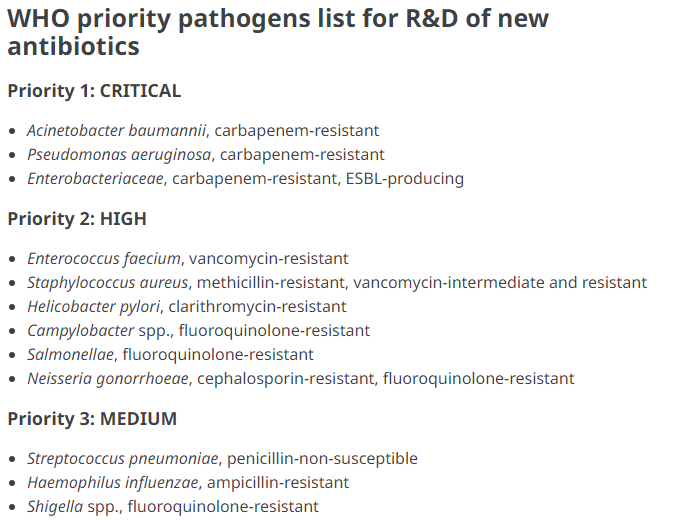 WHO priority pathogens list for R&D of new
antibiotics
Priority 1: CRITICAL
• Acinetobacter baumannii, carbapenem-resistant
• Pseudomonas aeruginosa, carbapenem-resistant
• Enterobacteriaceae, carbapenem-resistant, ESBL-producing
Priority 2: HIGH
• Enterococcus faecium, vancomycin-resistant
• Staphylococcus aureus, methicillin-resistant, vancomycin-intermediate and resistant
• Helicobacter pylori, clarithromycin-resistant
• Campylobacter spp., fluoroquinolone-resistant
• Salmonellae, fluoroquinolone-resistant
• Neisseria gonorrhoeae, cephalosporin-resistant, fluoroquinolone-resistant
Priority 3: MEDIUM
• Streptococcus pneumoniae, penicillin-non-susceptible
• Haemophilus influenzae, ampicillin-resistant
• Shigella spp., fluoroquinolone-resistant